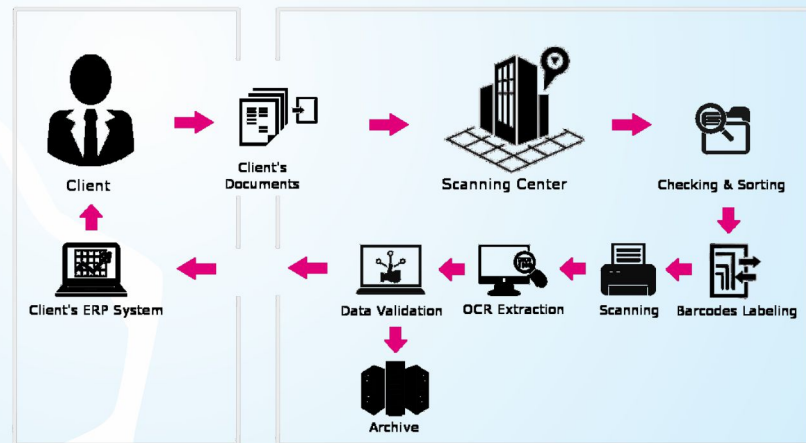 Client
Client's
Documents
Scanning Center
Checking & Sorting
Client's ERP System
Data Validation
OCR Extraction
Scanning
Barcodes Labeling
Archive